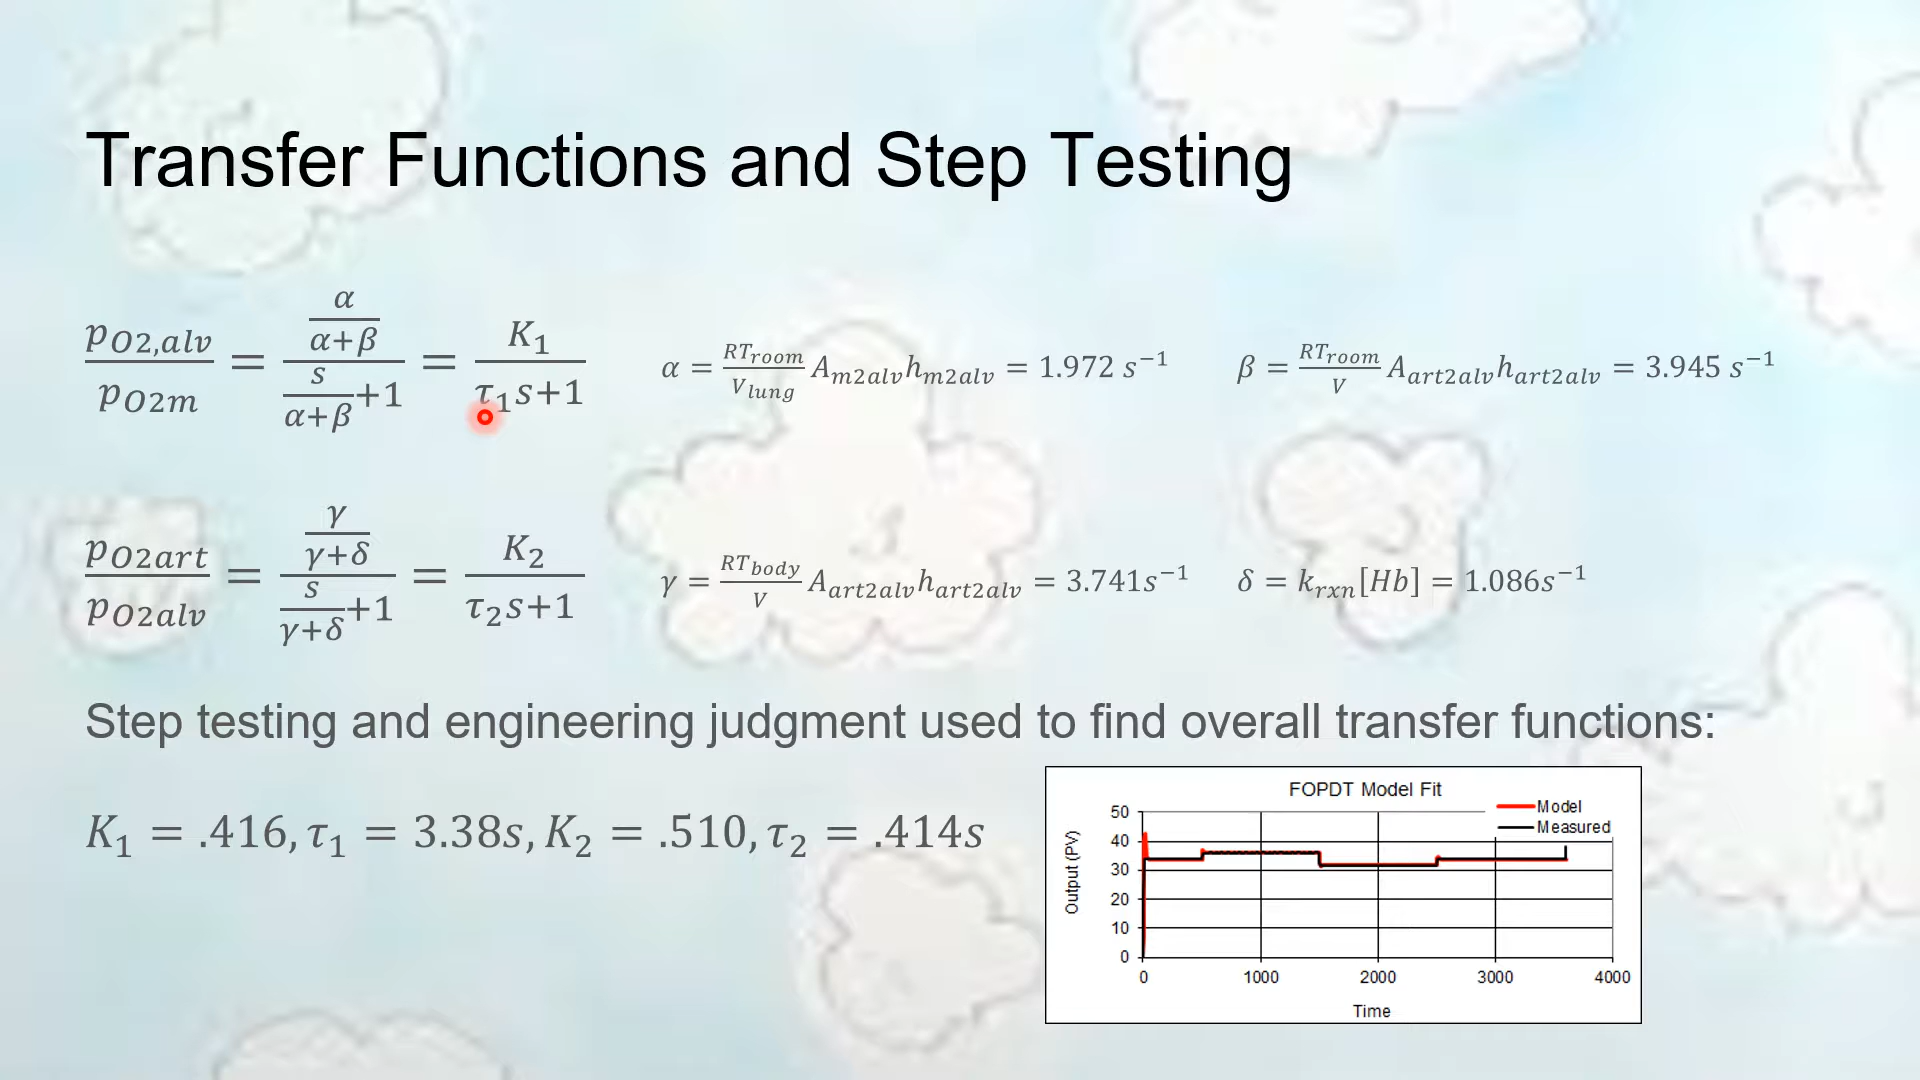 Transfer Functions and Step Testing
p_{O2,alv}/p_{O2m} = (α/(α+β))/(s/(α+β)+1) = K_1/(τ_1s+1)
α = (RT_{room}/V_{lung}) A_{m2alv}h_{m2alv} = 1.972 s^{-1}
β = (RT_{room}/V) A_{art2alv}h_{art2alv} = 3.945 s^{-1}
p_{O2art}/p_{O2alv} = (γ/(γ+δ))/(s/(γ+δ)+1) = K_2/(τ_2s+1)
γ = (RT_{body}/V) A_{art2alv}h_{art2alv} = 3.741s^{-1}
δ = k_{rxn}[Hb] = 1.086s^{-1}
Step testing and engineering judgment used to find overall transfer functions:
K_1 = .416, τ_1 = 3.38s, K_2 = .510, τ_2 = .414s
FOPDT Model Fit
Model
Measured
Output (PV)
50
40
30
20
10
0
0 1000 2000 3000 4000
Time